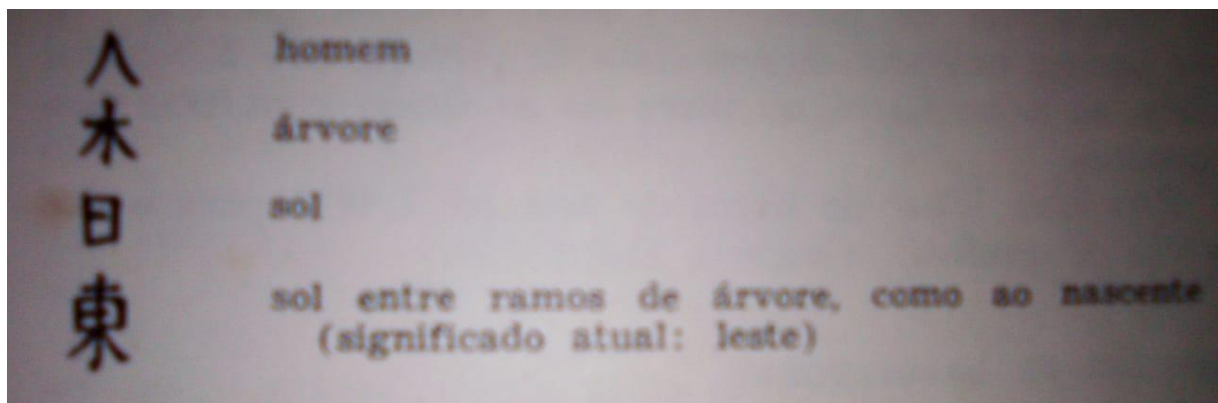 人 homem
木 árvore
日 sol
東 sol entre ramos de árvore, como ao nascente
(significado atual: leste)